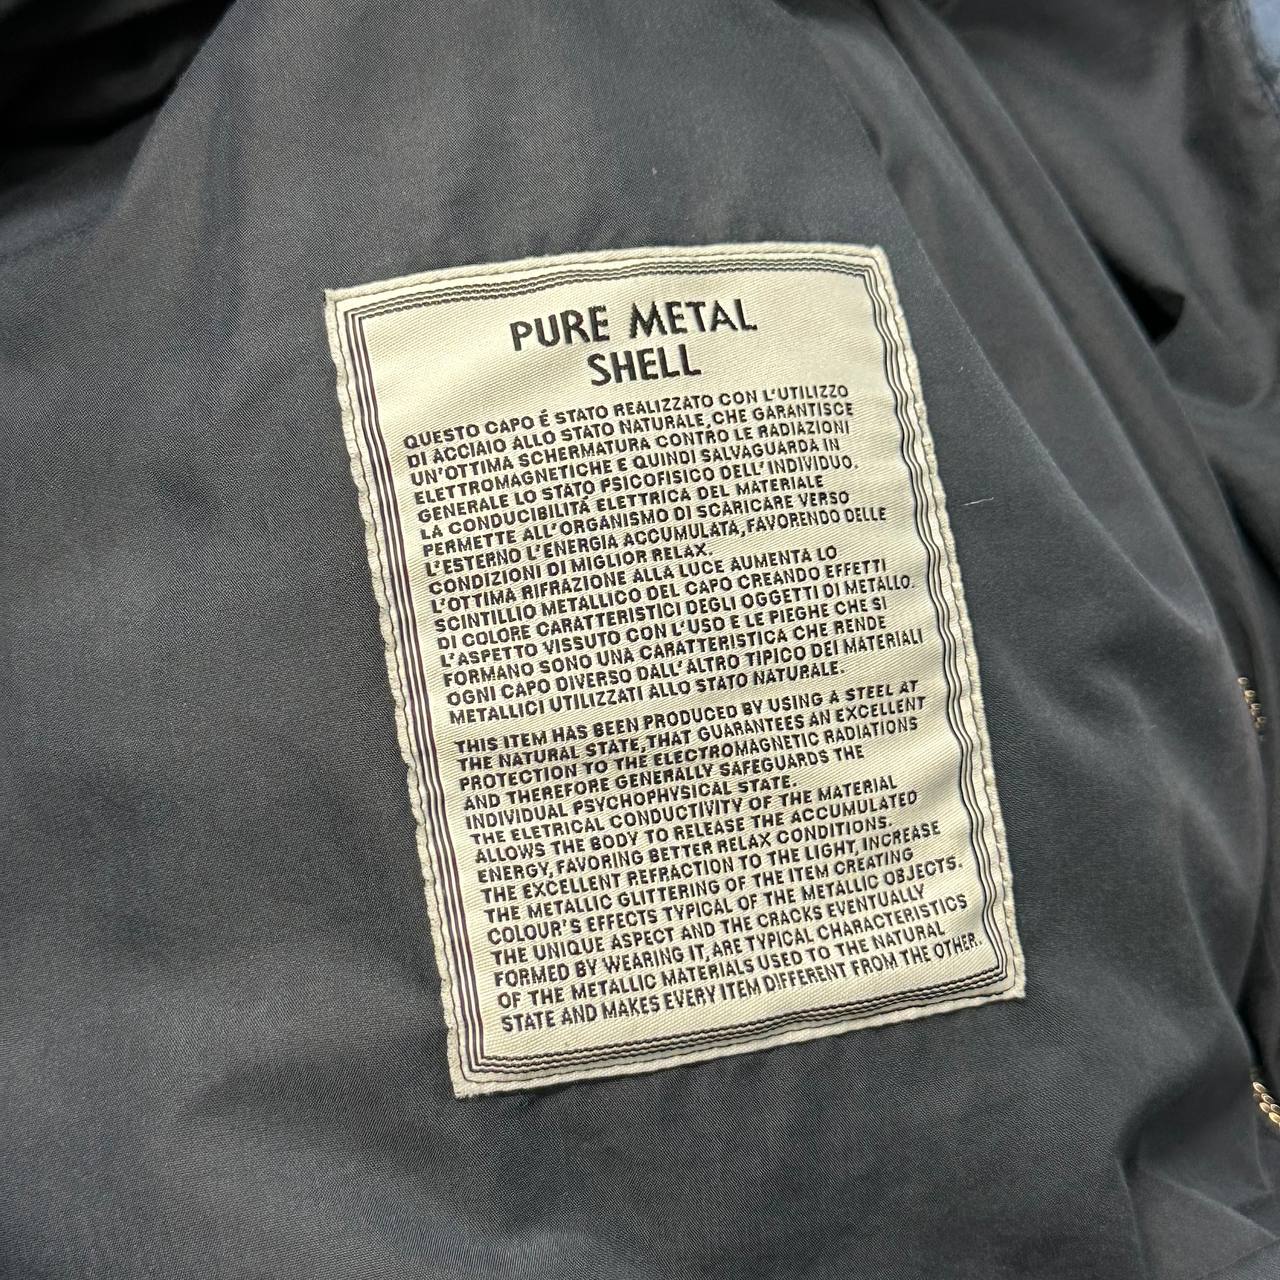 PURE METAL
SHELL
QUESTO CAPO É STATO REALIZZATO CON L'UTILIZZO
DI ACCIAIO ALLO STATO NATURALE, CHE GARANTISCE
UN'OTTIMA SCHERMATURA CONTRO LE RADIAZIONI
ELETTROMAGNETICHE E QUINDI SALVAGUARDA IN
GENERALE LO STATO PSICOFISICO DELL' INDIVIDUO.
LA CONDUCIBILITÁ ELETTRICA DEL MATERIALE
PERMETTE ALL'ORGANISMO DI SCARICARE VERSO
L'ESTERNO L'ENERGIA ACCUMULATA, FAVORENDO DELLE
CONDIZIONI DI MIGLIOR RELAX.
L'OTTIMA RIFRAZIONE ALLA LUCE AUMENTA LO
SCINTILLIO METALLICO DEL CAPO CREANDO EFFETTI
DI COLORE CARATTERISTICI DEGLI OGGETTI DI METALLO.
L'ASPETTO VISSUTO CON L'USO E LE PIEGHE CHE SI
FORMANO SONO UNA CARATTERISTICA CHE RENDE
OGNI CAPO DIVERSO DALL'ALTRO TIPICO DEI MATERIALI
METALLICI UTILIZZATI ALLO STATO NATURALE.
THIS ITEM HAS BEEN PRODUCED BY USING A STEEL AT
THE NATURAL STATE, THAT GUARANTEES AN EXCELLENT
PROTECTION TO THE ELECTROMAGNETIC RADIATIONS
AND THEREFORE GENERALLY SAFEGUARDS THE
INDIVIDUAL PSYCHOPHYSICAL STATE.
THE ELETRICAL CONDUCTIVITY OF THE MATERIAL
ALLOWS THE BODY TO RELEASE THE ACCUMULATED
ENERGY, FAVORING BETTER RELAX CONDITIONS.
THE EXCELLENT REFRACTION TO THE LIGHT, INCREASE
THE METALLIC GLITTERING OF THE ITEM CREATING
COLOUR'S EFFECTS TYPICAL OF THE METALLIC OBJECTS.
THE UNIQUE ASPECT AND THE CRACKS EVENTUALLY
FORMED BY WEARING IT, ARE TYPICAL CHARACTERISTICS
OF THE METALLIC MATERIALS USED TO THE NATURAL
STATE AND MAKES EVERY ITEM DIFFERENT FROM THE OTHER.